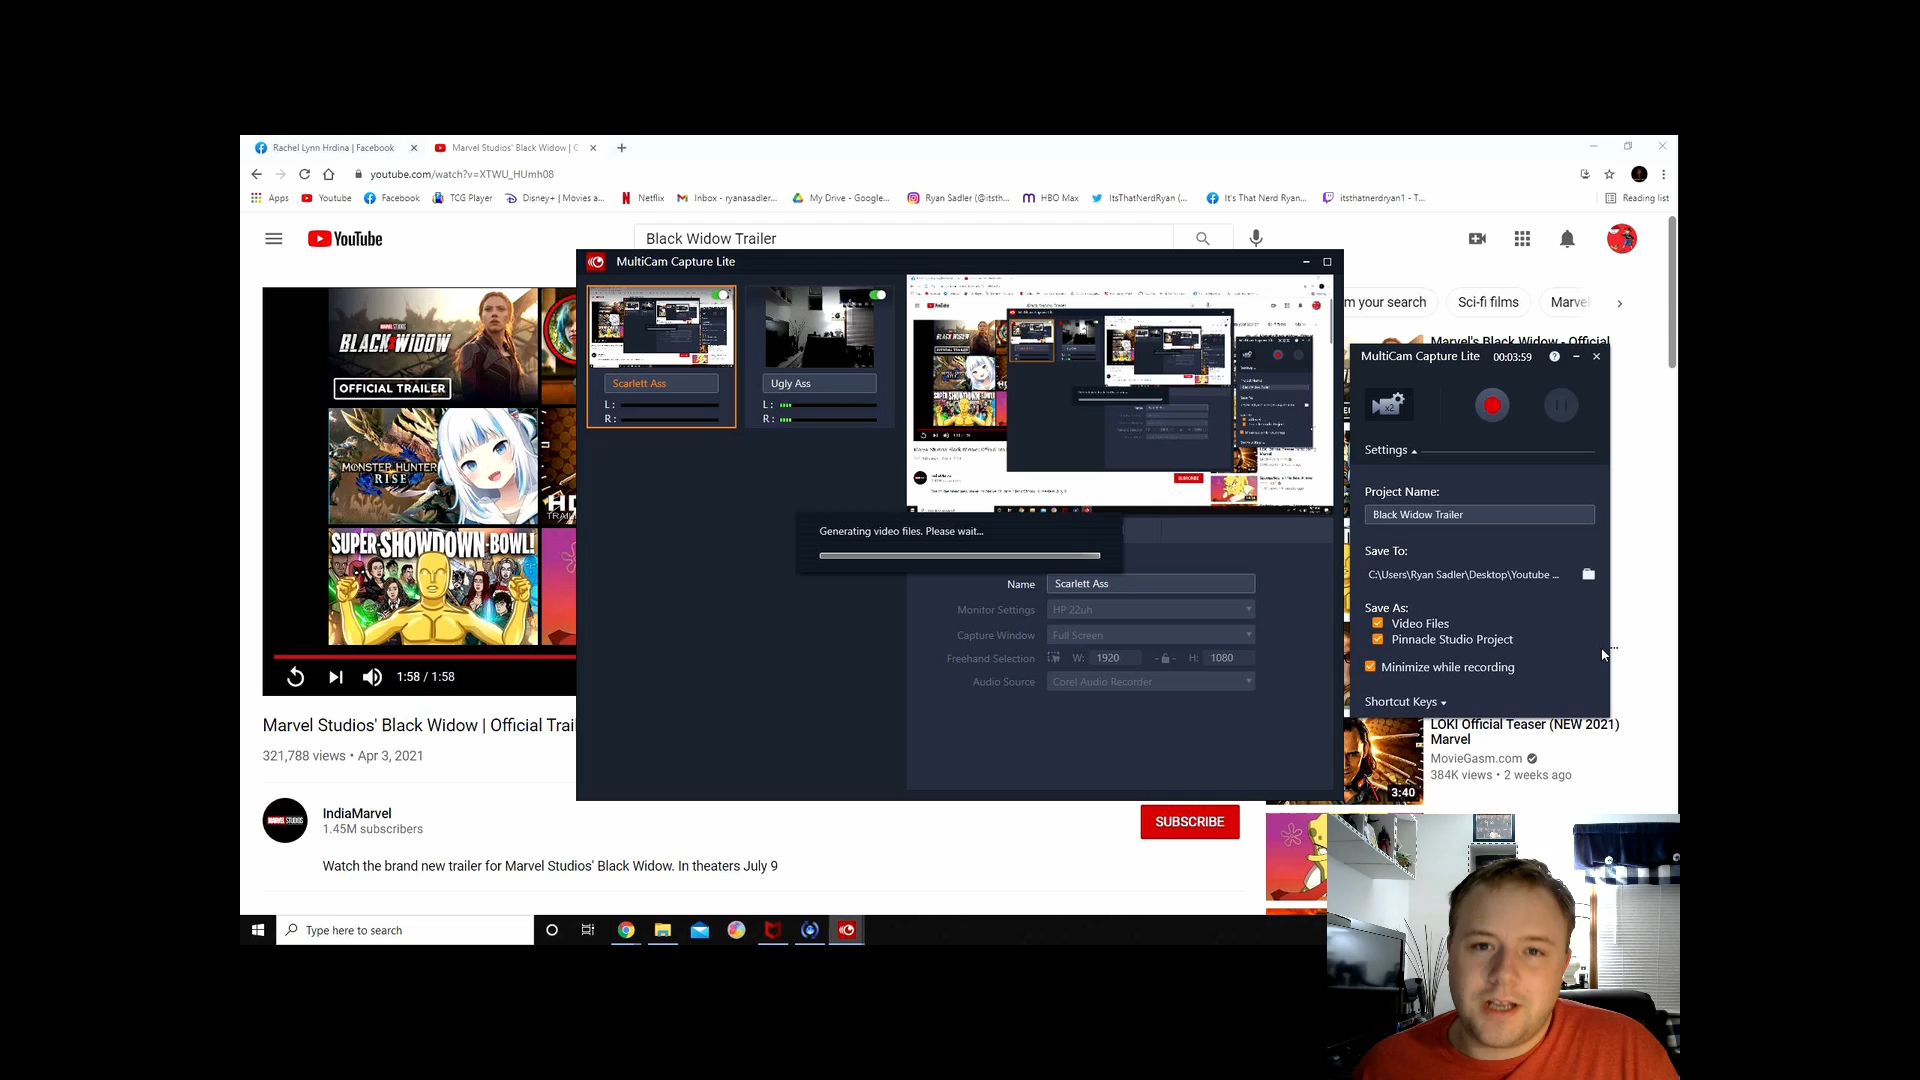 Rachel Lynn Hrdina | Facebook
Marvel Studios' Black Widow | O
youtube.com/watch?v=XTWU_HUmh08
Apps
Youtube
Facebook
TCG Player
Disney+ | Movies a...
Netflix
Inbox - ryanasadler...
My Drive - Google...
Ryan Sadler (@itsth...
HBO Max
ItsThatNerdRyan (...
It's That Nerd Ryan...
itsthatnerdryan1 - T...
Reading list
YouTube
Black Widow Trailer
MultiCam Capture Lite
Scarlett Ass
L:
R:
Ugly Ass
L:
R:
m your search
Sci-fi films
Marvel
Marvel's Black Widow - Official
MARVEL STUDIOS
BLACK WIDOW
OFFICIAL TRAILER
MONSTER HUNTER
RISE
SUPER-SHOWDOWN-BOWL!
1:58 / 1:58
Generating video files. Please wait...
Name
Scarlett Ass
Monitor Settings
HP 22uh
Capture Window
Full Screen
Freehand Selection
W:
1920
H:
1080
Audio Source
Corel Audio Recorder
MultiCam Capture Lite
00:03:59
x2
Settings
Project Name:
Black Widow Trailer
Save To:
C:\Users\Ryan Sadler\Desktop\Youtube ...
Save As:
Video Files
Pinnacle Studio Project
Minimize while recording
Shortcut Keys
Marvel Studios' Black Widow | Official Trai
321,788 views • Apr 3, 2021
IndiaMarvel
1.45M subscribers
SUBSCRIBE
Watch the brand new trailer for Marvel Studios' Black Widow. In theaters July 9
LOKI Official Teaser (NEW 2021)
Marvel
MovieGasm.com
384K views • 2 weeks ago
3:40
Type here to search